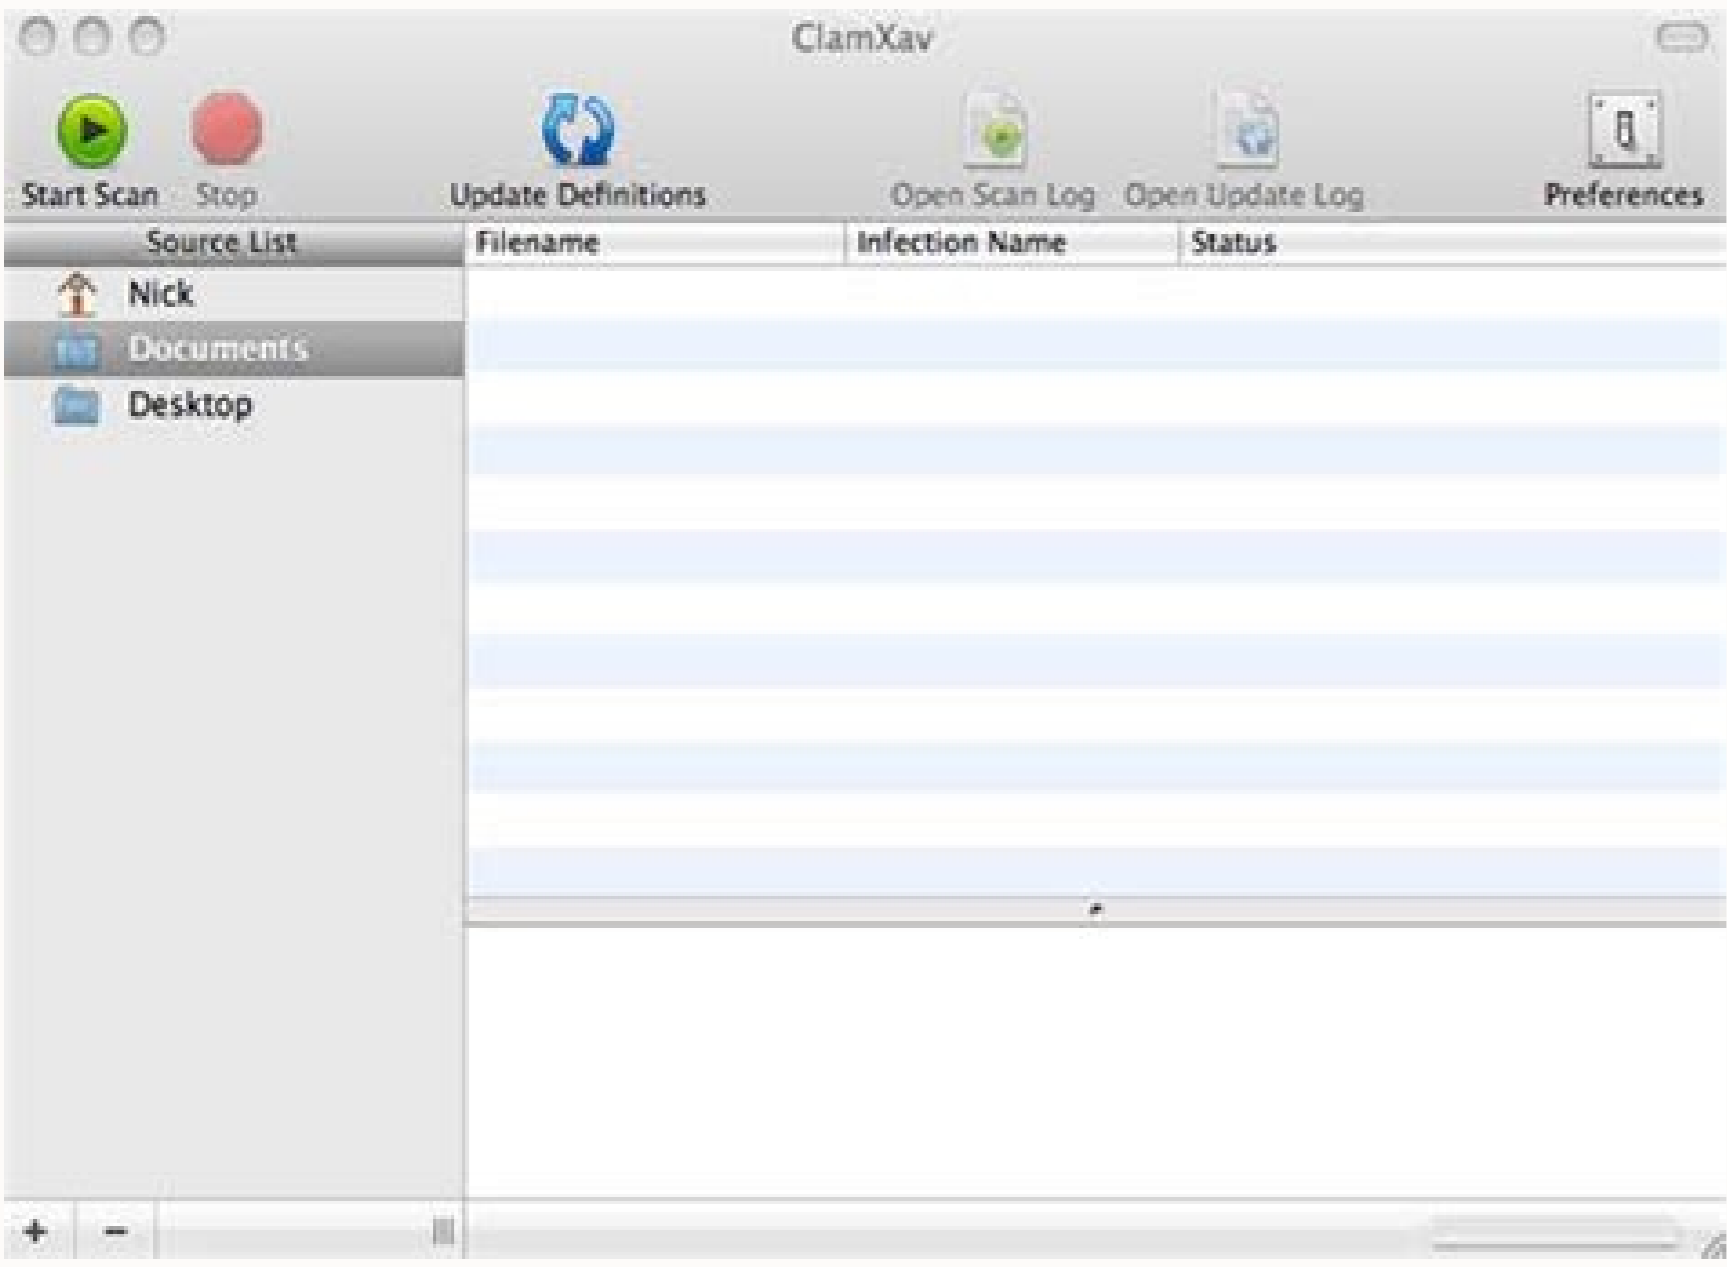 ClamXav
Start Scan Stop Update Definitions Open Scan Log Open Update Log Preferences
Source List Filename Infection Name Status
Nick
Documents
Desktop